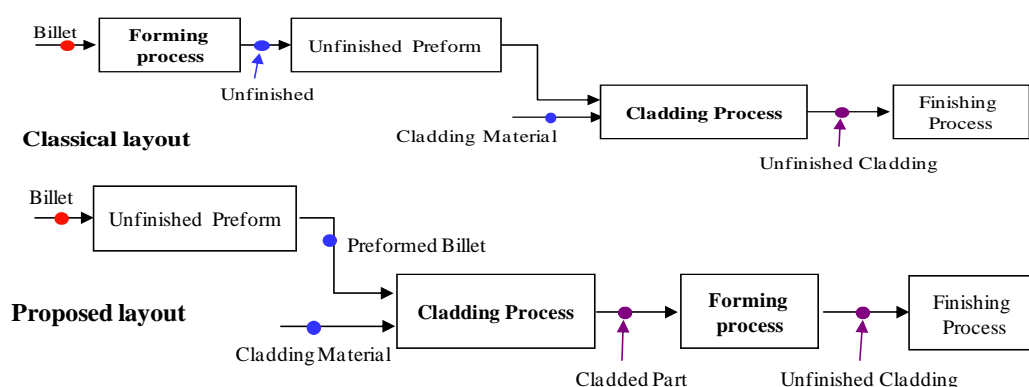 Billet
Forming
process
Unfinished Preform
Unfinished
Cladding Material
Cladding Process
Finishing
Process
Classical layout
Unfinished Cladding
Billet
Unfinished Preform
Preformed Billet
Proposed layout
Cladding Process
Forming
process
Finishing
Process
Cladding Material
Cladded Part
Unfinished Cladding